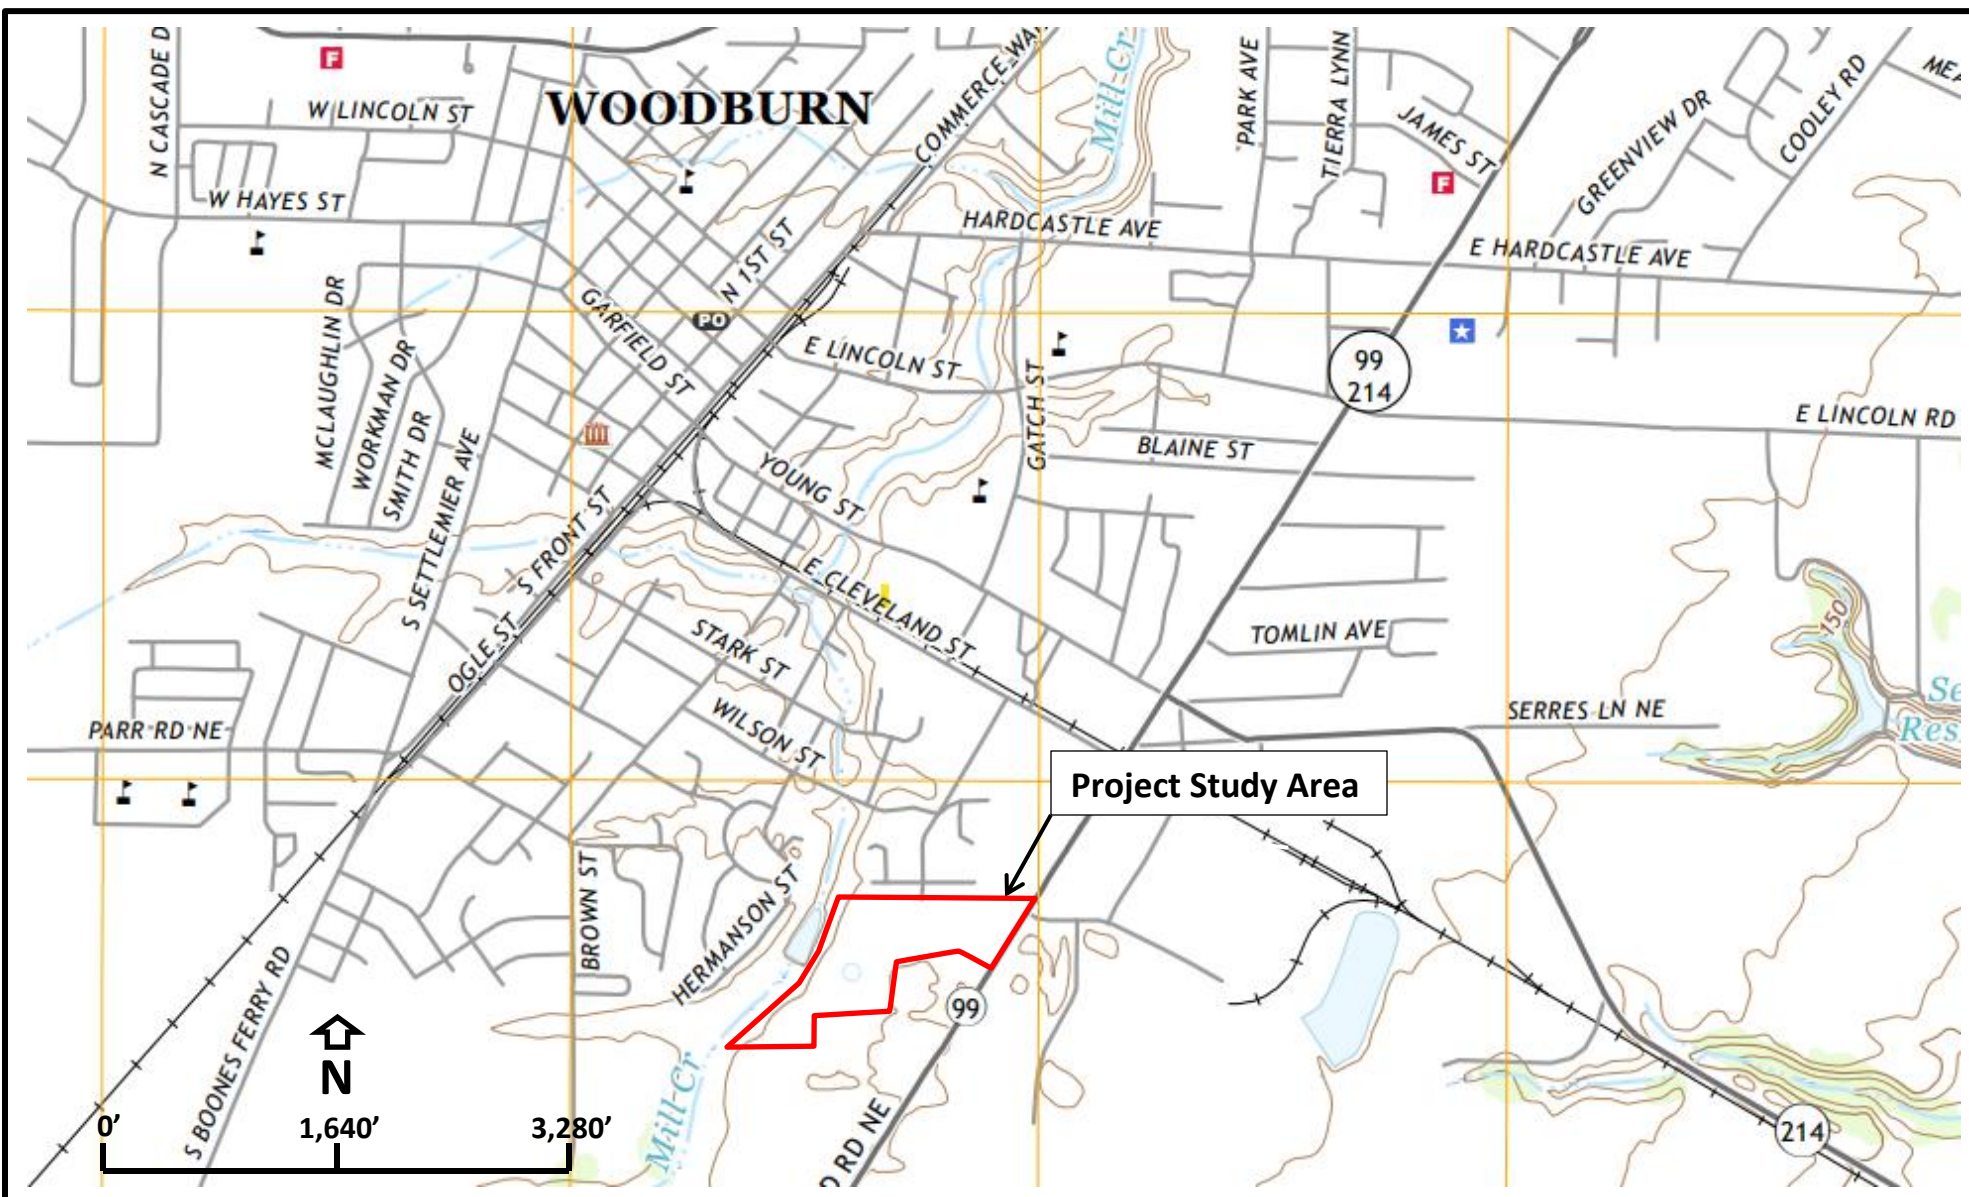 N CASCADE D
F
W LINCOLN ST
WOODBURN
COMMERCE WA
Mill Cr
PARK AVE
TIERRA LYNN
JAMES ST
F
GREENVIEW DR
COOLEY RD
W HAYES ST
N 1ST ST
HARDCASTLE AVE
E HARDCASTLE AVE
MCLAUGHLIN DR
GARFIELD ST
PO
E LINCOLN ST
99
214
WORKMAN DR
SMITH DR
GATCH ST
E LINCOLN RD
S SETTLEMIER AVE
YOUNG ST
BLAINE ST
S FRONT ST
E CLEVELAND ST
OGLE ST
STARK ST
TOMLIN AVE
150
PARR RD NE
WILSON ST
SERRES LN NE
Se
Res
Project Study Area
BROWN ST
HERMANSON ST
S BOONES FERRY RD
99
N
0’
1,640’
3,280’
Mill Cr
D RD NE
214